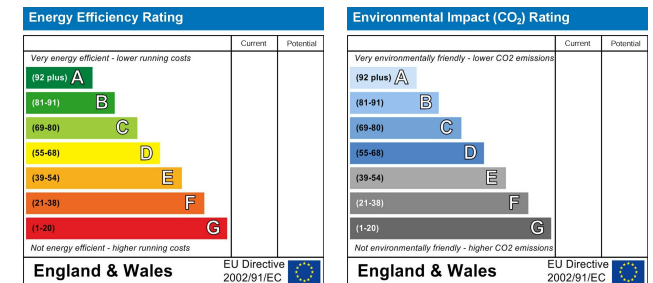 Energy Efficiency Rating
Current Potential
Very energy efficient - lower running costs
(92 plus) A
(81-91) B
(69-80) C
(55-68) D
(39-54) E
(21-38) F
(1-20) G
Not energy efficient - higher running costs
England & Wales
EU Directive
2002/91/EC
Environmental Impact (CO2) Rating
Current Potential
Very environmentally friendly - lower CO2 emissions
(92 plus) A
(81-91) B
(69-80) C
(55-68) D
(39-54) E
(21-38) F
(1-20) G
Not environmentally friendly - higher CO2 emissions
England & Wales
EU Directive
2002/91/EC